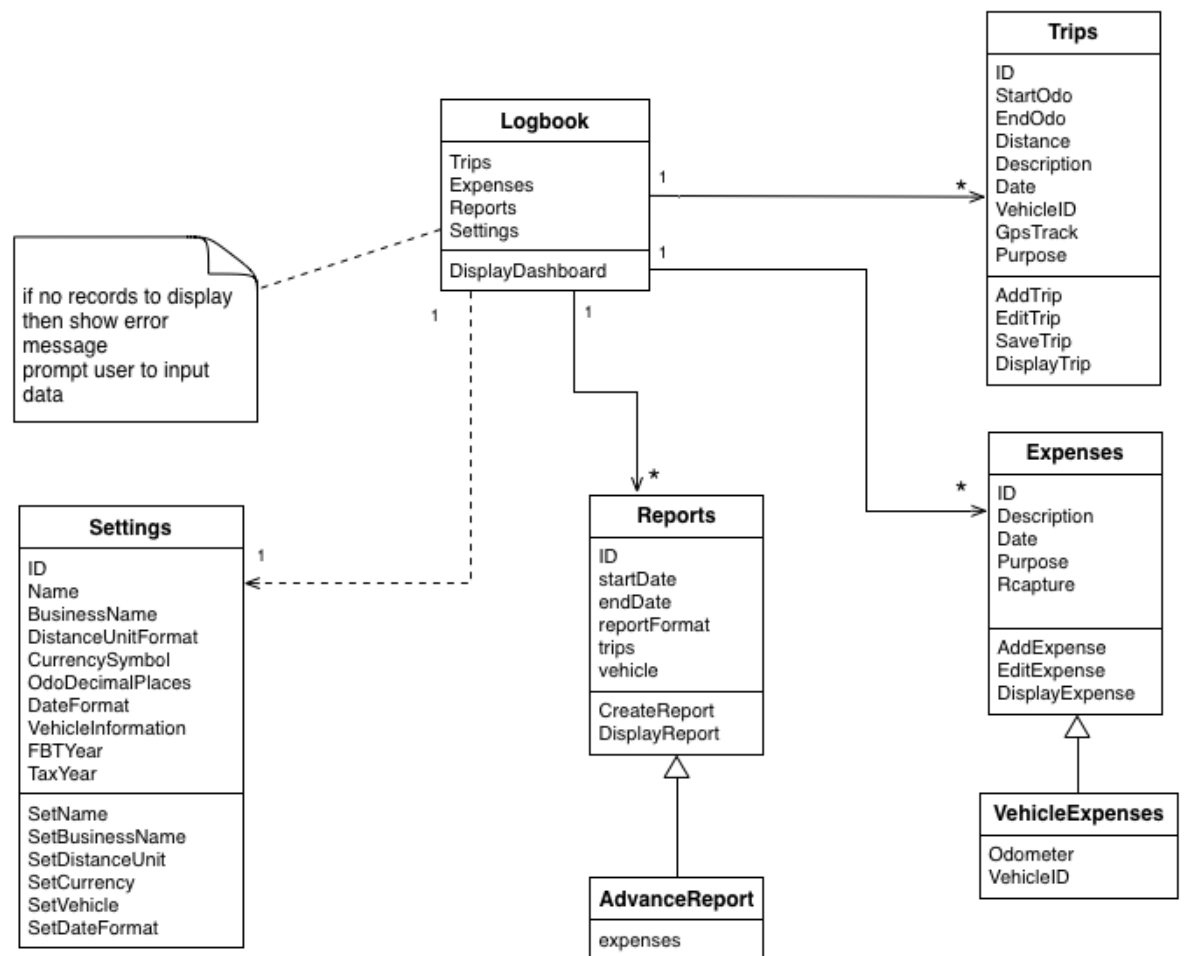 Trips
ID
StartOdo
EndOdo
Distance
Description
Date
VehicleID
GpsTrack
Purpose
AddTrip
EditTrip
SaveTrip
DisplayTrip
Logbook
Trips
Expenses
Reports
Settings
DisplayDashboard
1
*
1
*
1
*
1
1
if no records to display
then show error
message
prompt user to input
data
Settings
ID
Name
BusinessName
DistanceUnitFormat
CurrencySymbol
OdoDecimalPlaces
DateFormat
VehicleInformation
FBTYear
TaxYear
SetName
SetBusinessName
SetDistanceUnit
SetCurrency
SetVehicle
SetDateFormat
Reports
ID
startDate
endDate
reportFormat
trips
vehicle
CreateReport
DisplayReport
AdvanceReport
expenses
Expenses
ID
Description
Date
Purpose
Rcapture
AddExpense
EditExpense
DisplayExpense
VehicleExpenses
Odometer
VehicleID